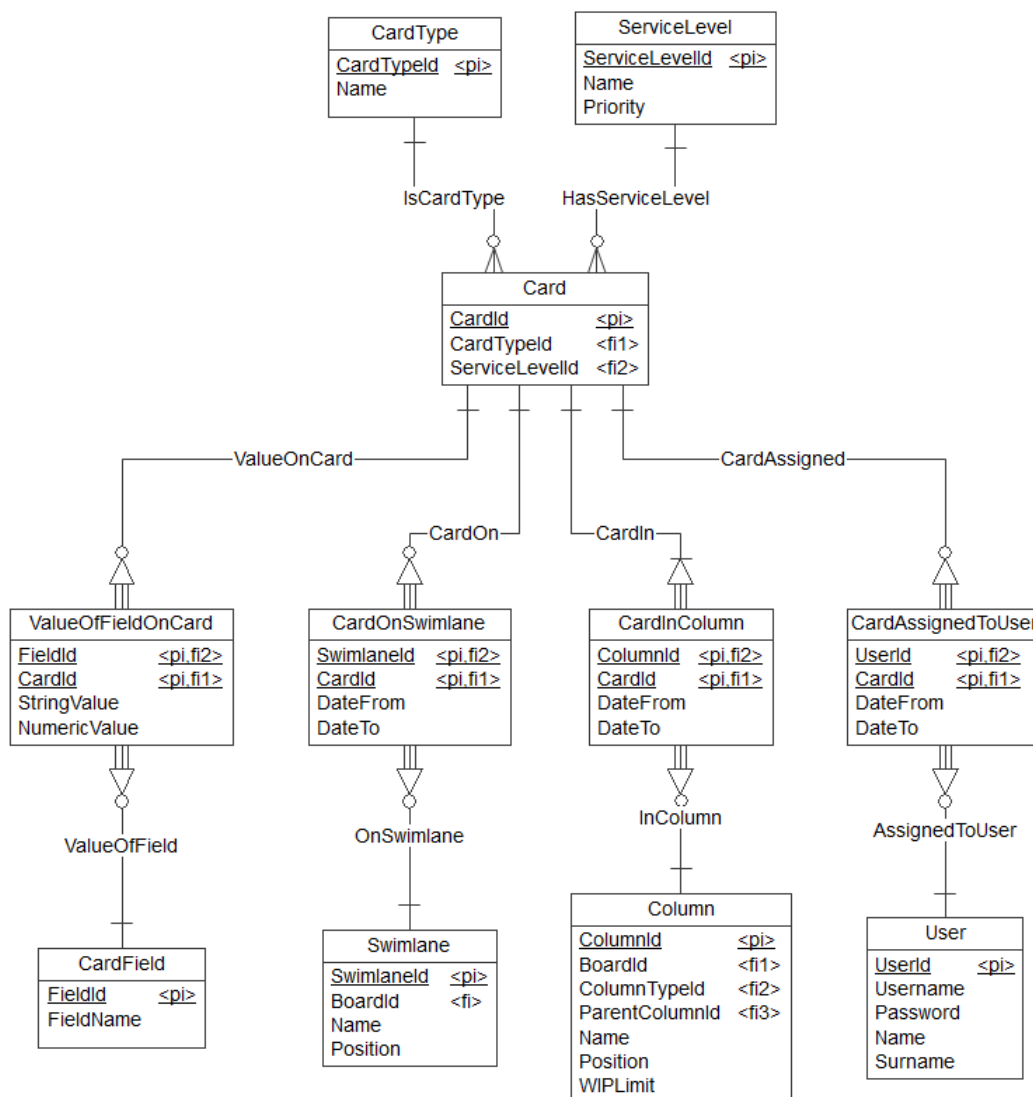 CardType
CardTypeId <pi>
Name
ServiceLevel
ServiceLevelId <pi>
Name
Priority
IsCardType
HasServiceLevel
Card
CardId <pi>
CardTypeId <fi1>
ServiceLevelId <fi2>
ValueOnCard
CardOn
CardIn
CardAssigned
ValueOfFieldOnCard
FieldId <pi,fi2>
CardId <pi,fi1>
StringValue
NumericValue
CardOnSwimlane
SwimlaneId <pi,fi2>
CardId <pi,fi1>
DateFrom
DateTo
CardInColumn
ColumnId <pi,fi2>
CardId <pi,fi1>
DateFrom
DateTo
CardAssignedToUser
UserId <pi,fi2>
CardId <pi,fi1>
DateFrom
DateTo
ValueOfField
OnSwimlane
InColumn
AssignedToUser
CardField
FieldId <pi>
FieldName
Swimlane
SwimlaneId <pi>
BoardId <fi>
Name
Position
Column
ColumnId <pi>
BoardId <fi1>
ColumnTypeId <fi2>
ParentColumnId <fi3>
Name
Position
WIPLimit
User
UserId <pi>
Username
Password
Name
Surname